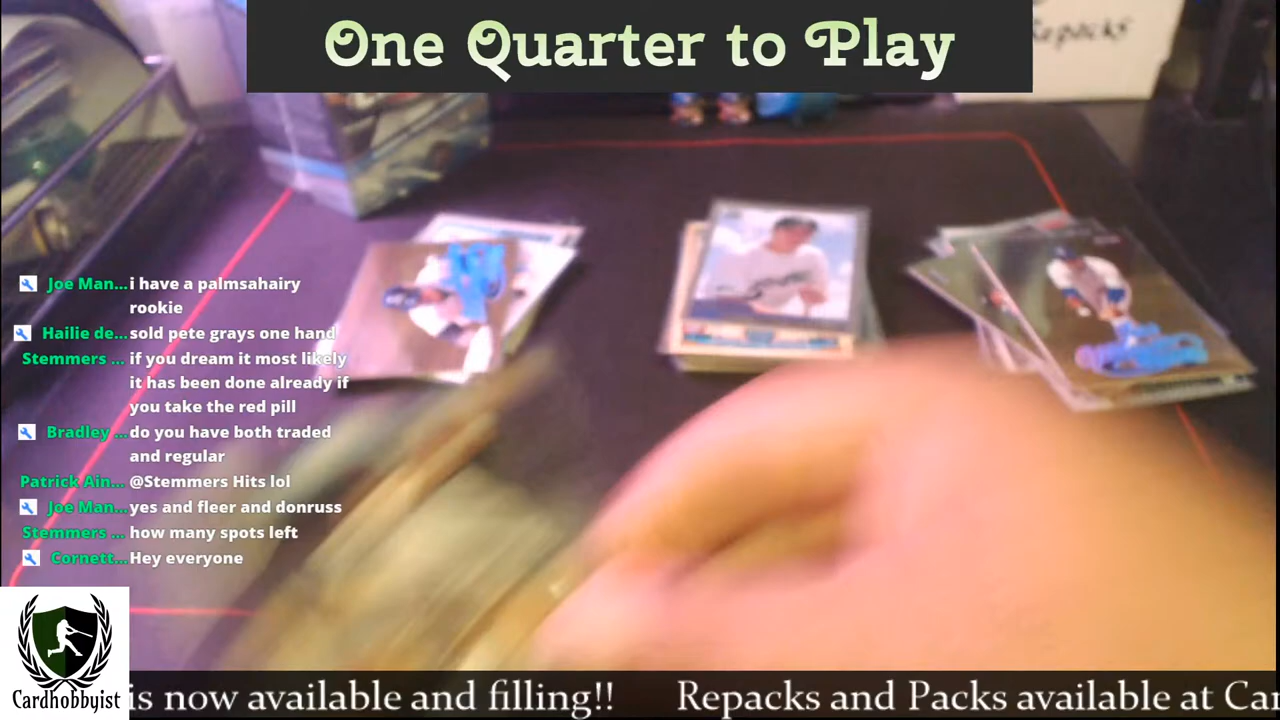 One Quarter to Play
Repacks
Joe Man... i have a palmsahairy
rookie
Hailie de... sold pete grays one hand
Stemmers ... if you dream it most likely
it has been done already if
you take the red pill
Bradley ... do you have both traded
and regular
Patrick Ain... @Stemmers Hits lol
Joe Man... yes and fleer and donruss
Stemmers ... how many spots left
Cornett... Hey everyone
Cardhobbyist
is now available and filling!! Repacks and Packs available at Car